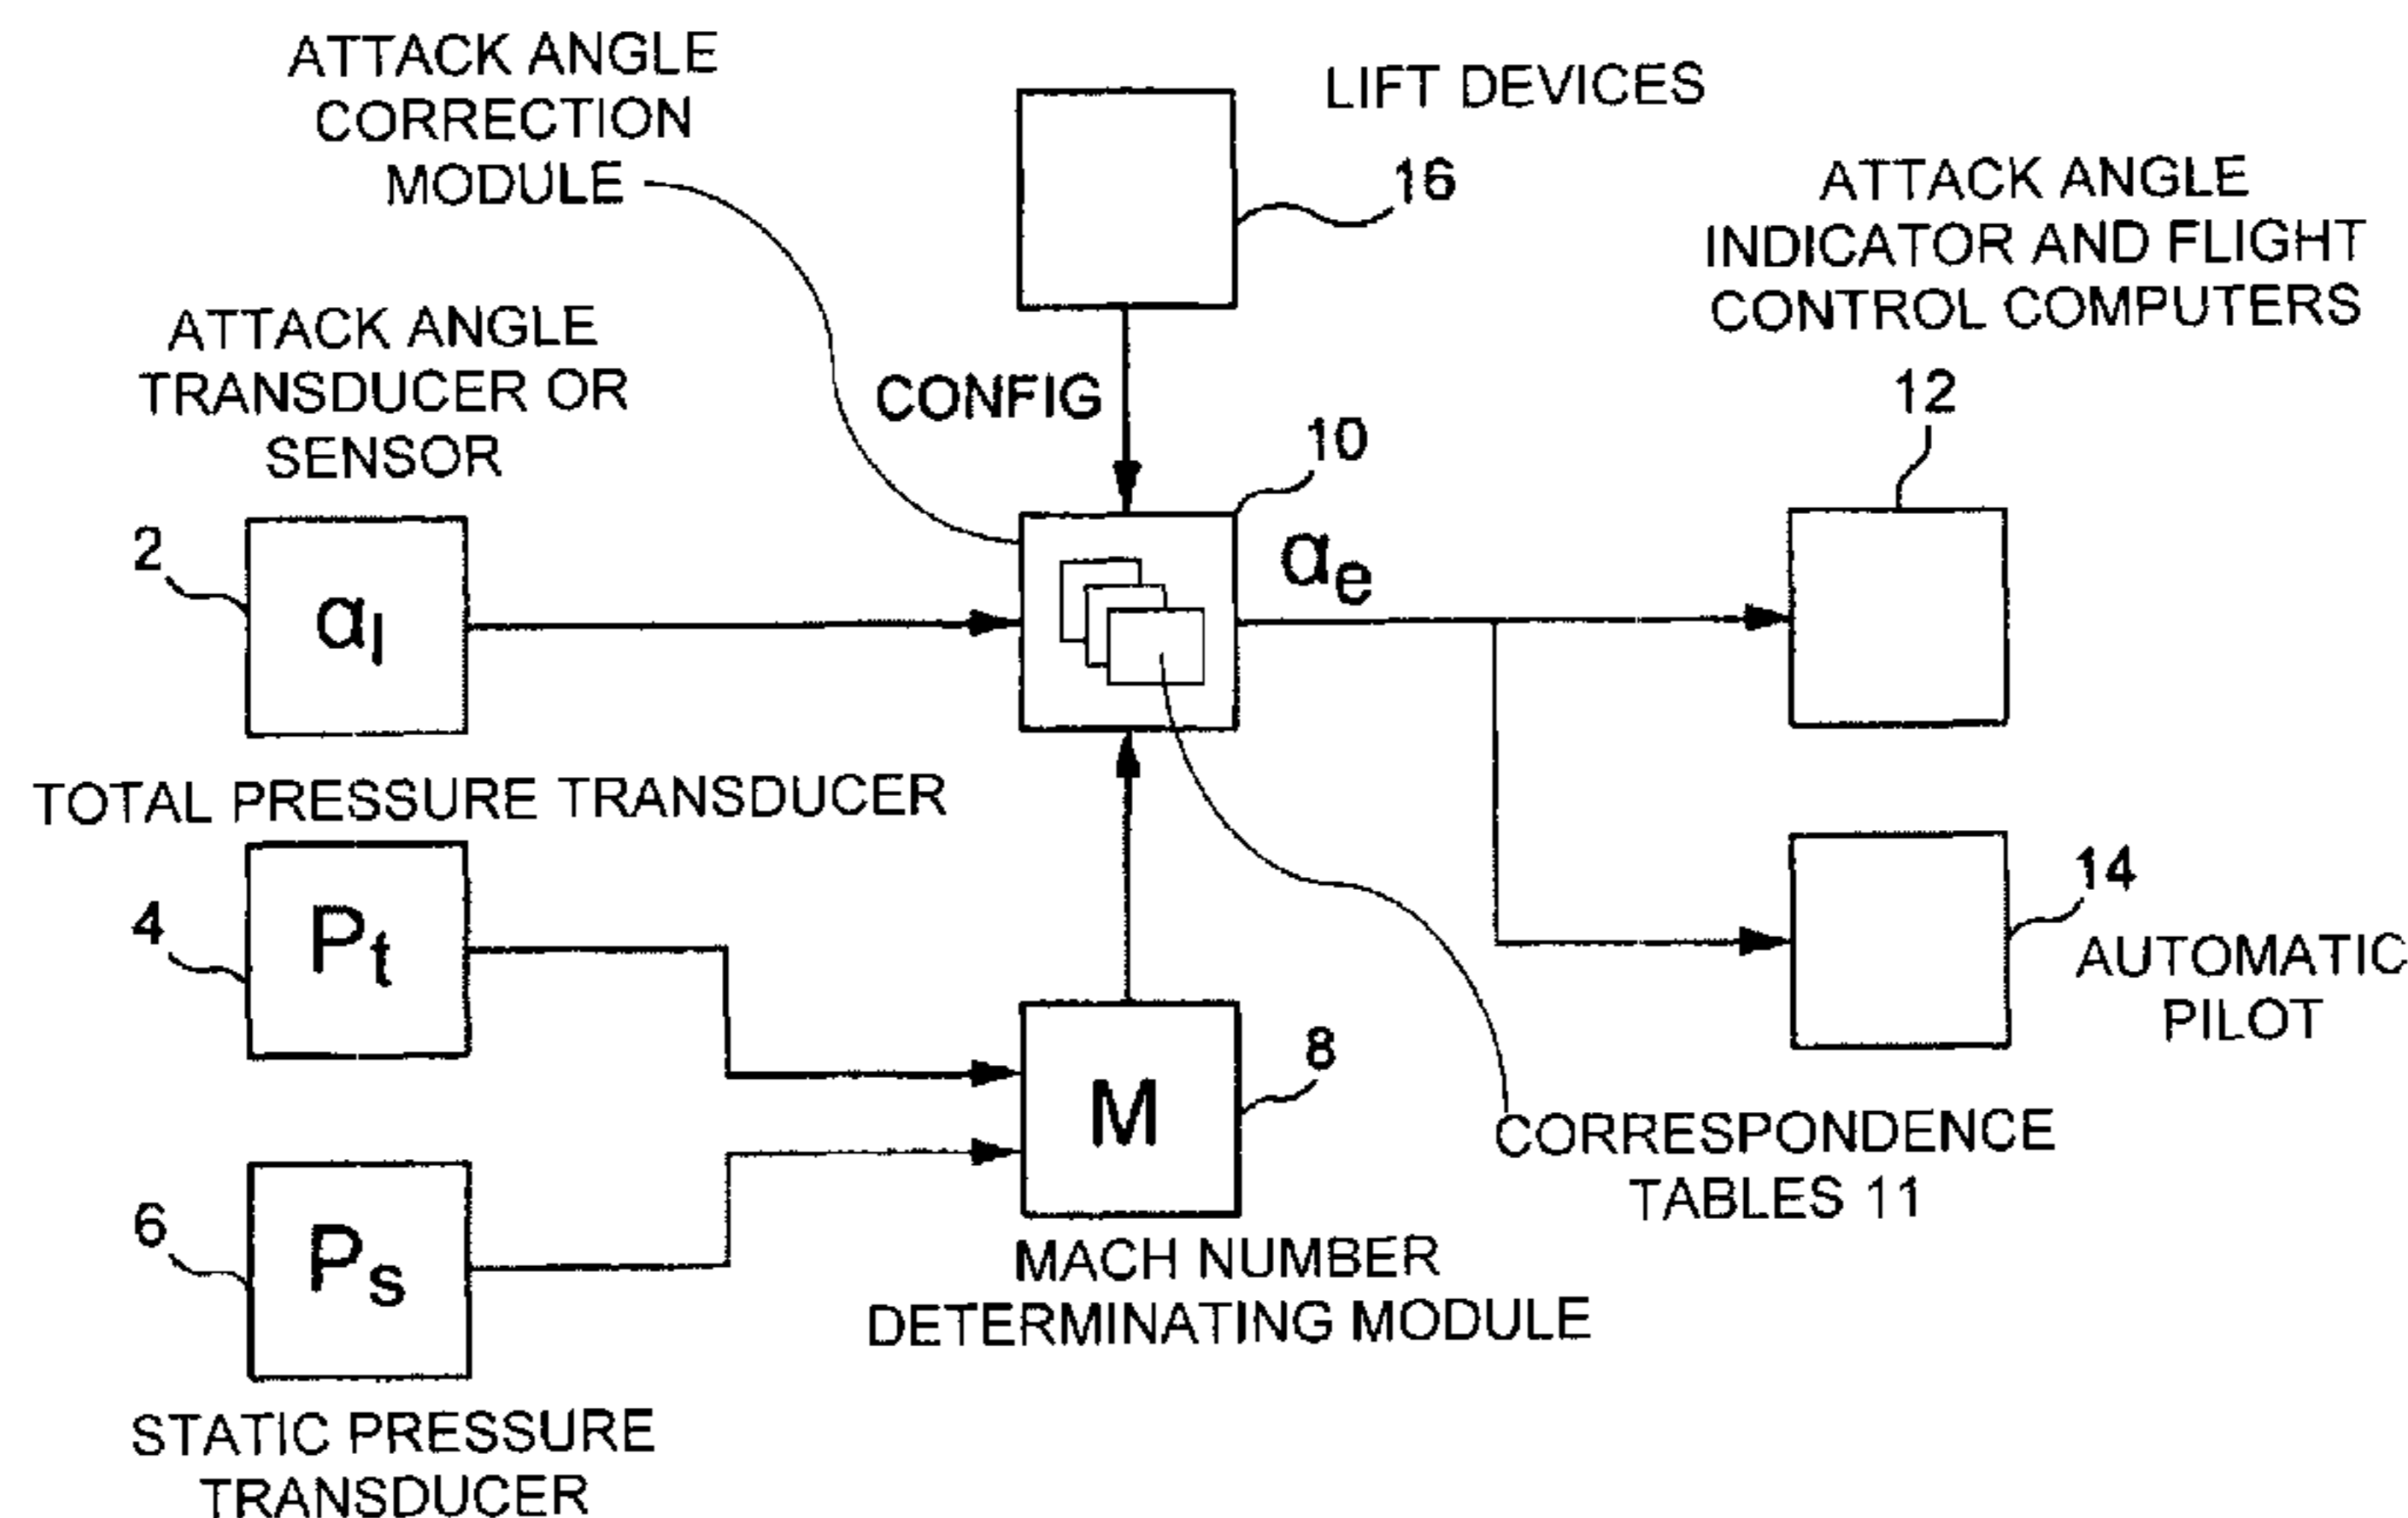 ATTACK ANGLE
CORRECTION
MODULE
LIFT DEVICES
16
ATTACK ANGLE
INDICATOR AND FLIGHT
CONTROL COMPUTERS
12
ATTACK ANGLE
TRANSDUCER OR
SENSOR
CONFIG
10
2
αl
αe
TOTAL PRESSURE TRANSDUCER
4
Pt
14
AUTOMATIC
PILOT
8
M
CORRESPONDENCE
TABLES 11
6
Ps
MACH NUMBER
DETERMINATING MODULE
STATIC PRESSURE
TRANSDUCER